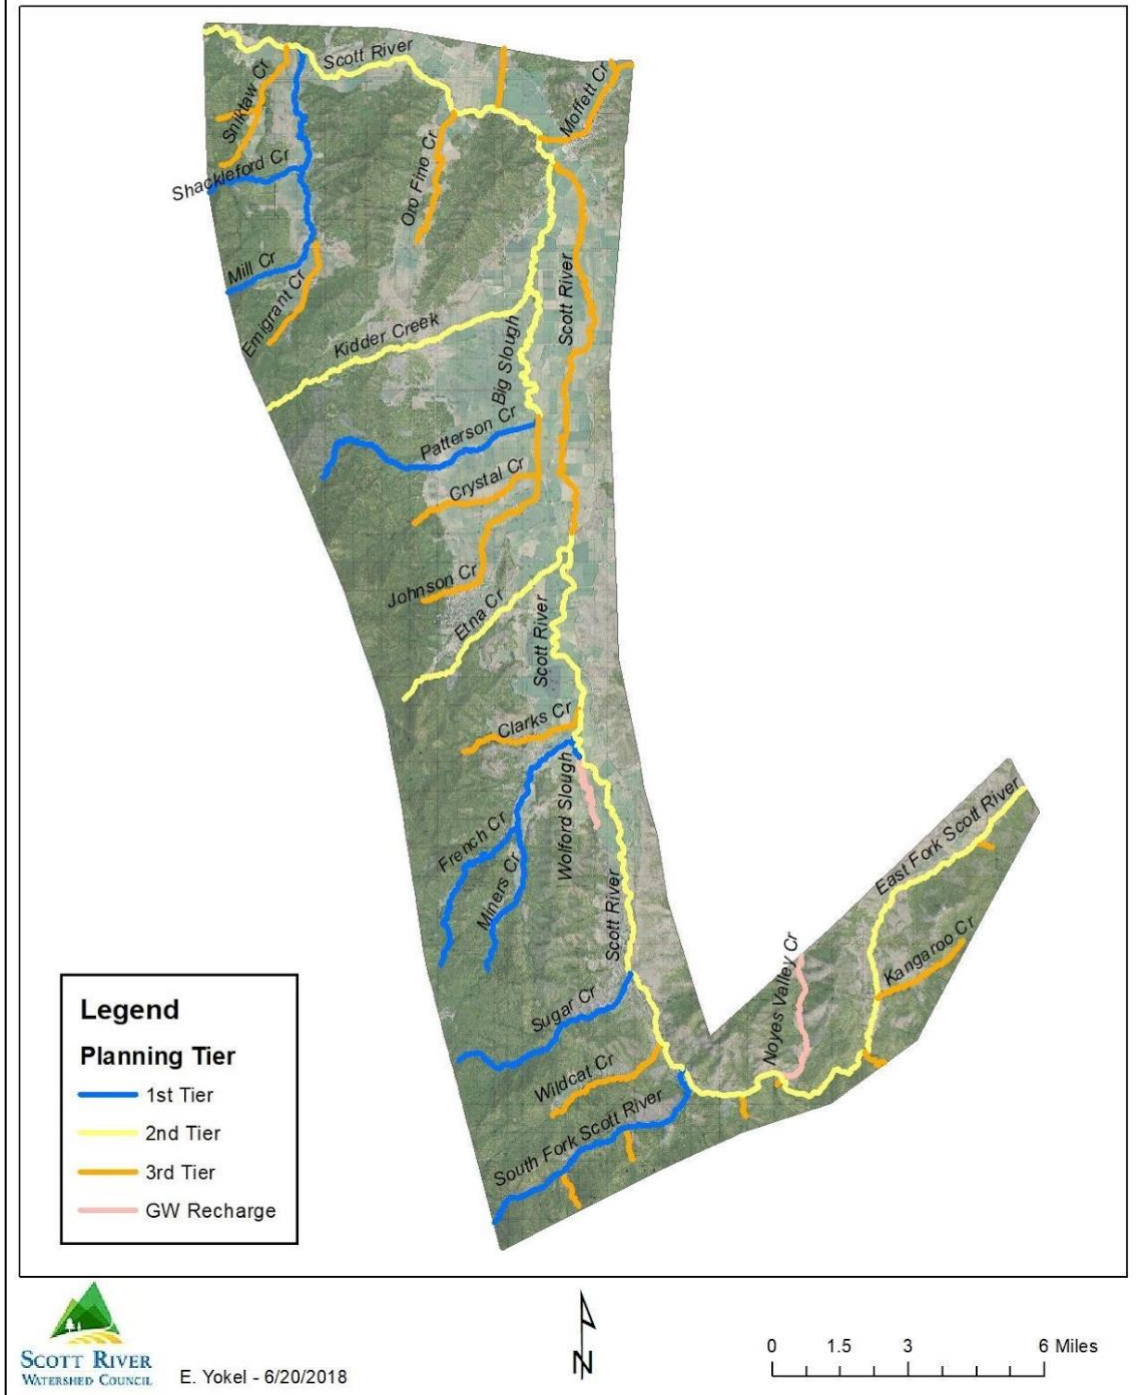 Scott River
Sniktaw Cr
Moffett Cr
Oro Fino Cr
Shackleford Cr
Mill Cr
Emigrant Cr
Scott River
Kidder Creek
Big Slough
Patterson Cr
Crystal Cr
Johnson Cr
Etna Cr
Scott River
Clarks Cr
Wolford Slough
French Cr
Miners Cr
Scott River
East Fork Scott River
Kangaroo Cr
Noyes Valley Cr
Sugar Cr
Wildcat Cr
South Fork Scott River
Legend
Planning Tier
1st Tier
2nd Tier
3rd Tier
GW Recharge
SCOTT RIVER
WATERSHED COUNCIL
E. Yokel - 6/20/2018
N
0 1.5 3 6 Miles